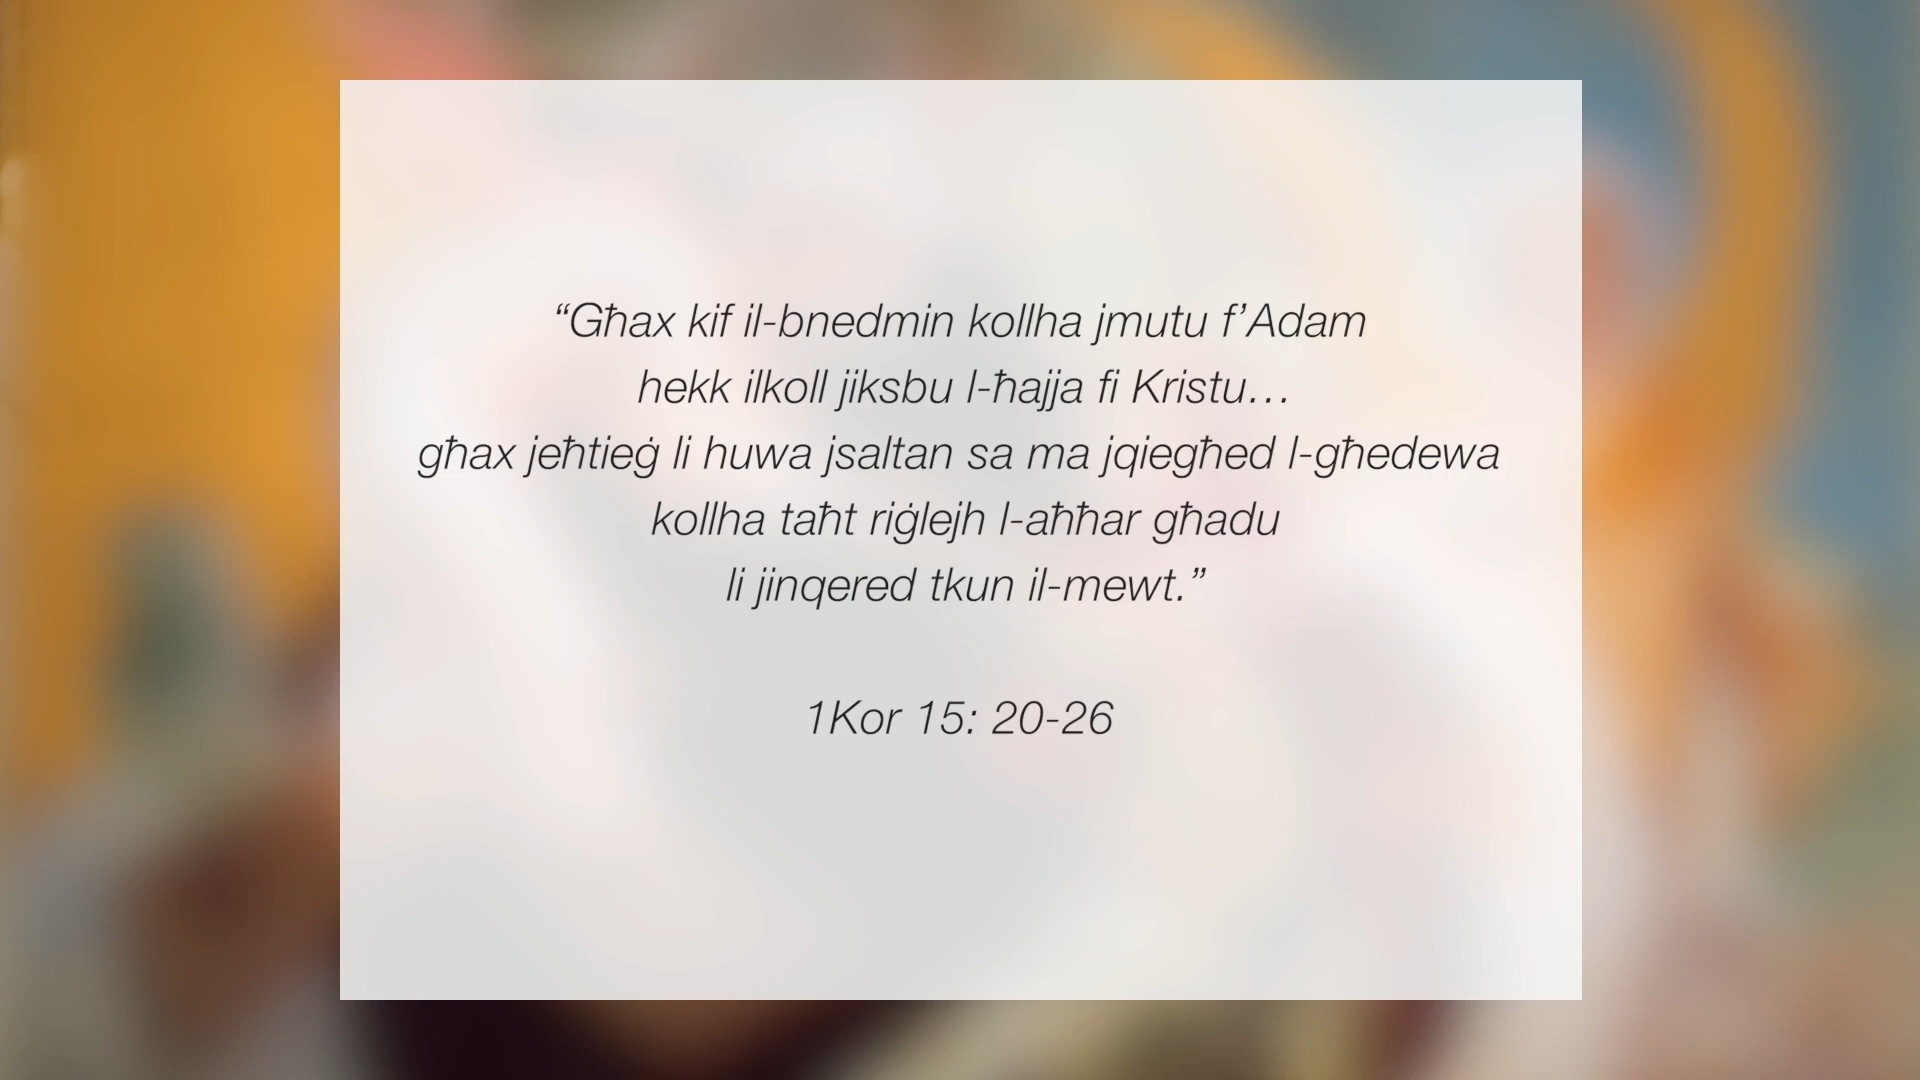 “Għax kif il-bnedmin kollha jmutu f’Adam
hekk ilkoll jiksbu l-ħajja fi Kristu…
għax jeħtieġ li huwa jsaltan sa ma jqiegħed l-għedewa
kollha taħt riġlejh l-aħħar għadu
li jinqered tkun il-mewt.”
1Kor 15: 20-26